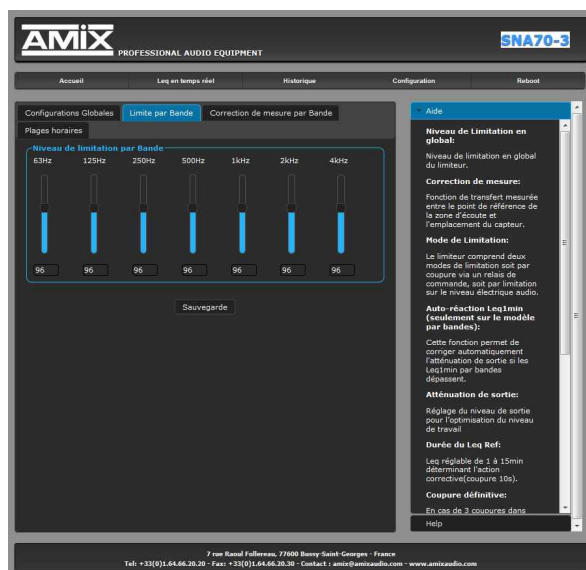 AMIX
PROFESSIONAL AUDIO EQUIPMENT
SNA70-3
Accueil
Leq en temps réel
Historique
Configuration
Reboot
Configurations Globales
Limite par Bande
Correction de mesure par Bande
Plages horaires
Niveau de limitation par Bande
63Hz 125Hz 250Hz 500Hz 1kHz 2kHz 4kHz
96 96 96 96 96 96 96
Sauvegarde
Aide
Niveau de Limitation en
global:
Niveau de limitation en global
du limiteur.
Correction de mesure:
Fonction de transfert mesurée
entre le point de référence de
la zone d'écoute et
l'emplacement du capteur.
Mode de Limitation:
Le limiteur comprend deux
modes de limitation soit par
coupure via un relais de
commande, soit par limitation
sur le niveau électrique audio.
Auto-réaction Leq1min
(seulement sur le modèle
par bandes):
Cette fonction permet de
corriger automatiquement
l'atténuation de sortie si les
Leq1min par bandes
dépassent.
Atténuation de sortie:
Réglage du niveau de sortie
pour l'optimisation du niveau
de travail
Durée du Leq Ref:
Leq réglable de 1 à 15min
déterminant l'action
corrective(coupure 10s).
Coupure définitive:
En cas de 3 coupures dans
Help
7 rue Raoul Follereau, 77600 Bussy-Saint-Georges - France
Tel: +33(0)1.64.66.20.20 - Fax: +33(0)1.64.66.20.30 - Contact : amix@amixaudio.com - www.amixaudio.com